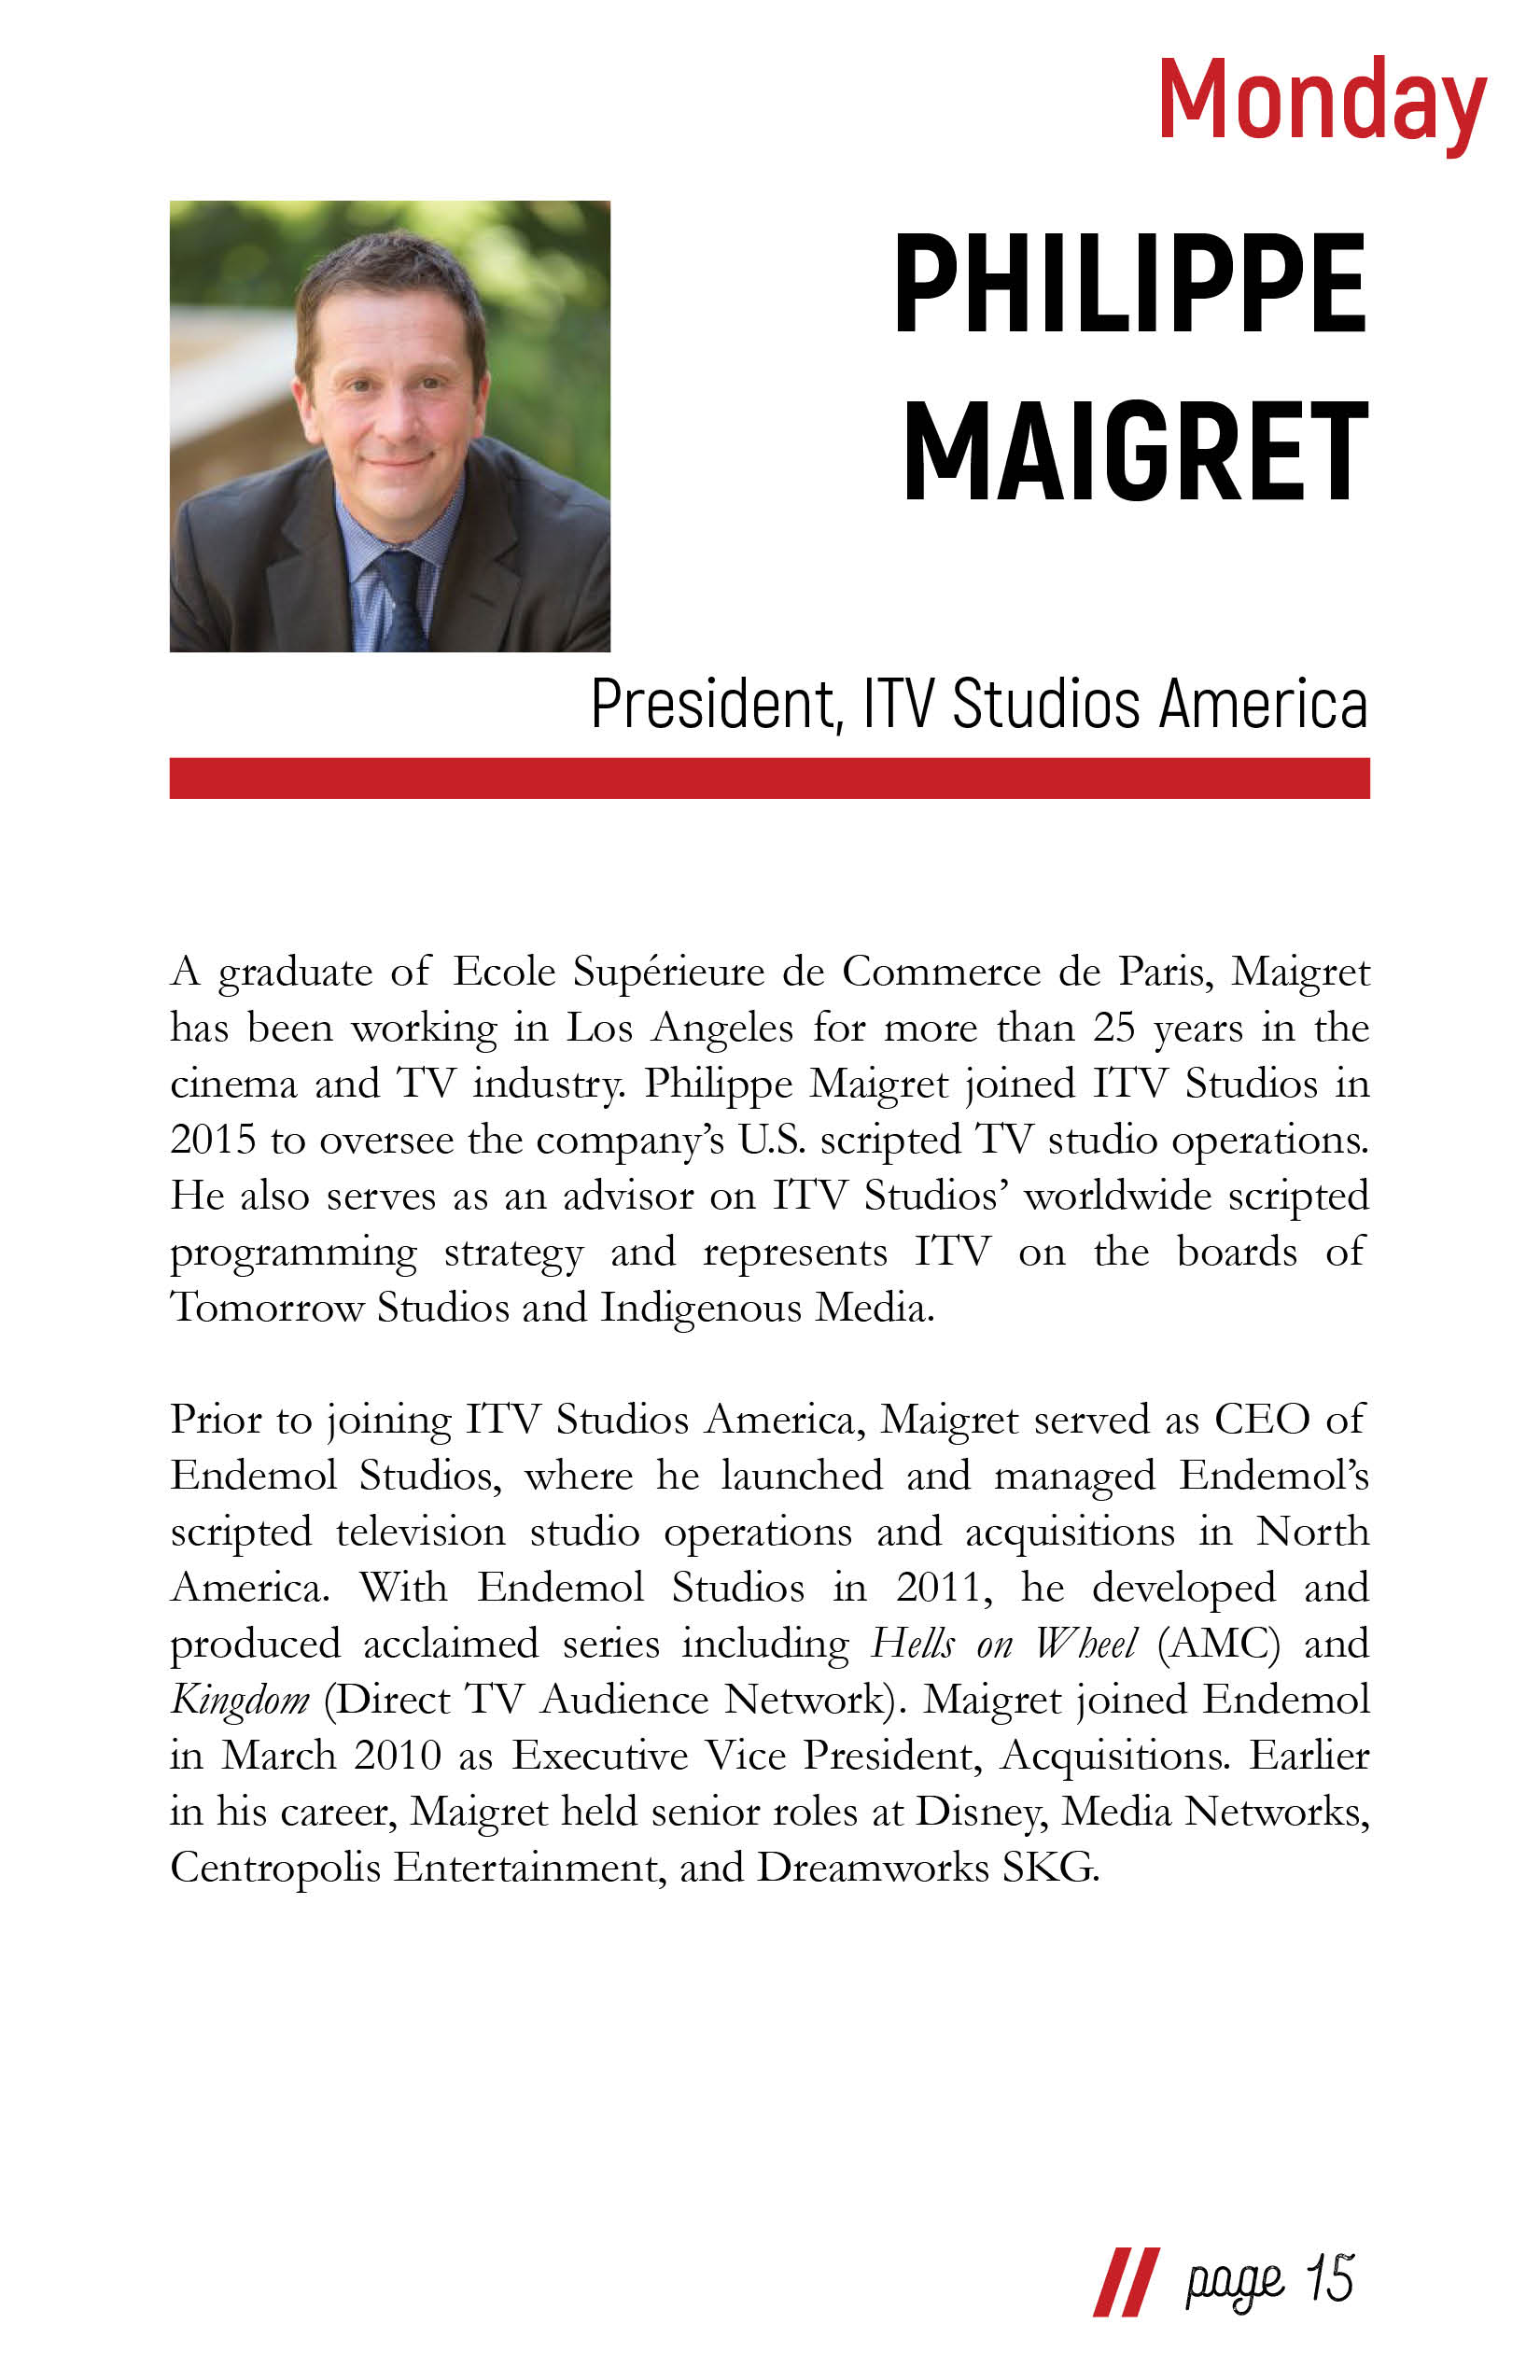 Monday
PHILIPPE
MAIGRET
President, ITV Studios America
A graduate of Ecole Supérieure de Commerce de Paris, Maigret
has been working in Los Angeles for more than 25 years in the
cinema and TV industry. Philippe Maigret joined ITV Studios in
2015 to oversee the company’s U.S. scripted TV studio operations.
He also serves as an advisor on ITV Studios’ worldwide scripted
programming strategy and represents ITV on the boards of
Tomorrow Studios and Indigenous Media.
Prior to joining ITV Studios America, Maigret served as CEO of
Endemol Studios, where he launched and managed Endemol’s
scripted television studio operations and acquisitions in North
America. With Endemol Studios in 2011, he developed and
produced acclaimed series including Hells on Wheel (AMC) and
Kingdom (Direct TV Audience Network). Maigret joined Endemol
in March 2010 as Executive Vice President, Acquisitions. Earlier
in his career, Maigret held senior roles at Disney, Media Networks,
Centropolis Entertainment, and Dreamworks SKG.
// page 15